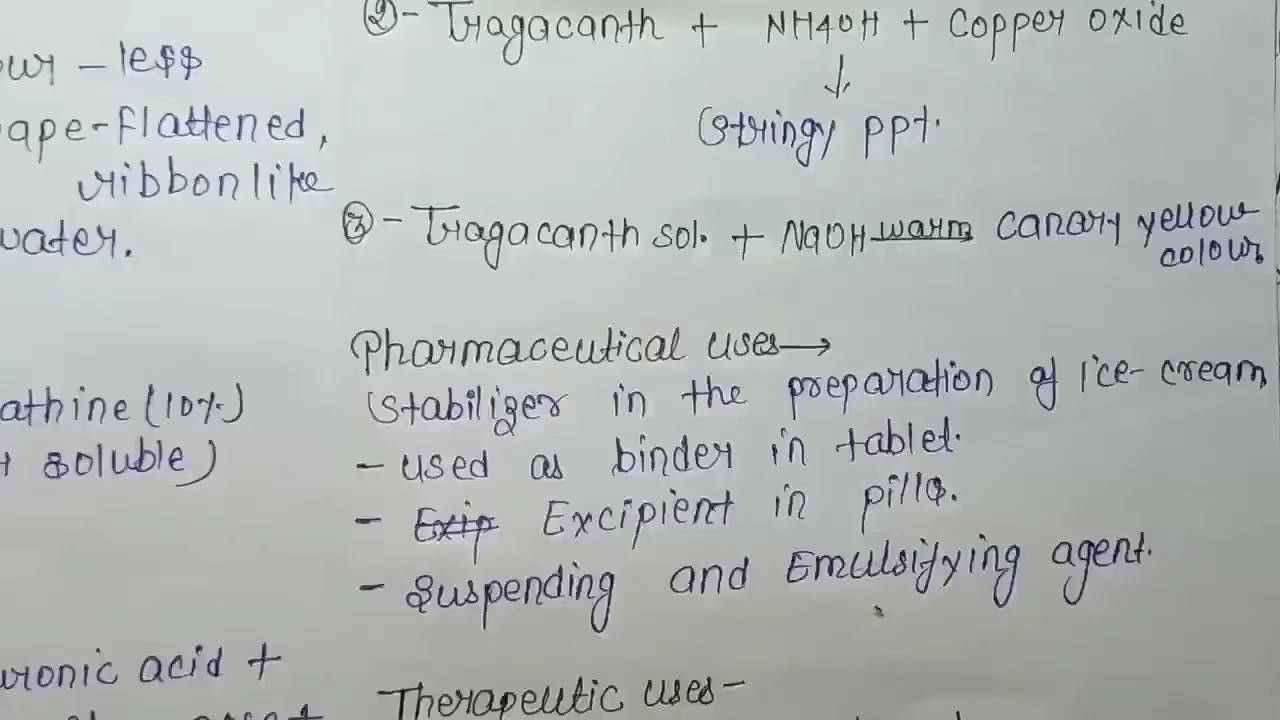 our - less
ape-flattened,
ribbonlike
water.
athine (10%)
soluble)
uronic acid +
② - Tragacanth + NH4OH + Copper oxide
↓
Stringy ppt.
③ - Tragacanth sol. + NaOH warm canary yellow
colour
Pharmaceutical uses →
Stabilizer in the preparation of ice-cream
- used as binder in tablet.
- Exip Excipient in pills.
- Suspending and Emulsifying agent.
Therapeutic uses -